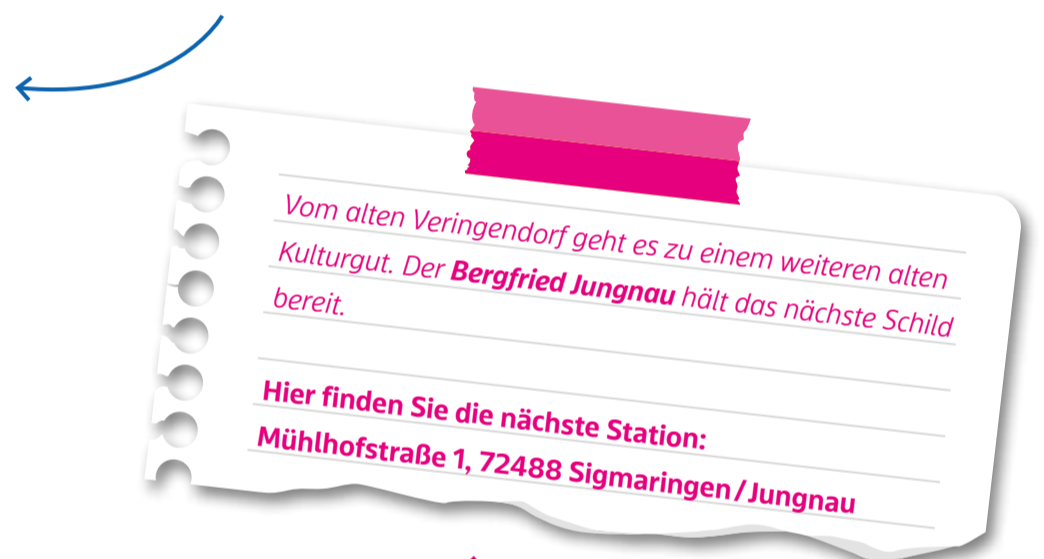 Vom alten Veringendorf geht es zu einem weiteren alten
Kulturgut. Der Bergfried Jungnau hält das nächste Schild
bereit.
Hier finden Sie die nächste Station:
Mühlhofstraße 1, 72488 Sigmaringen/Jungnau